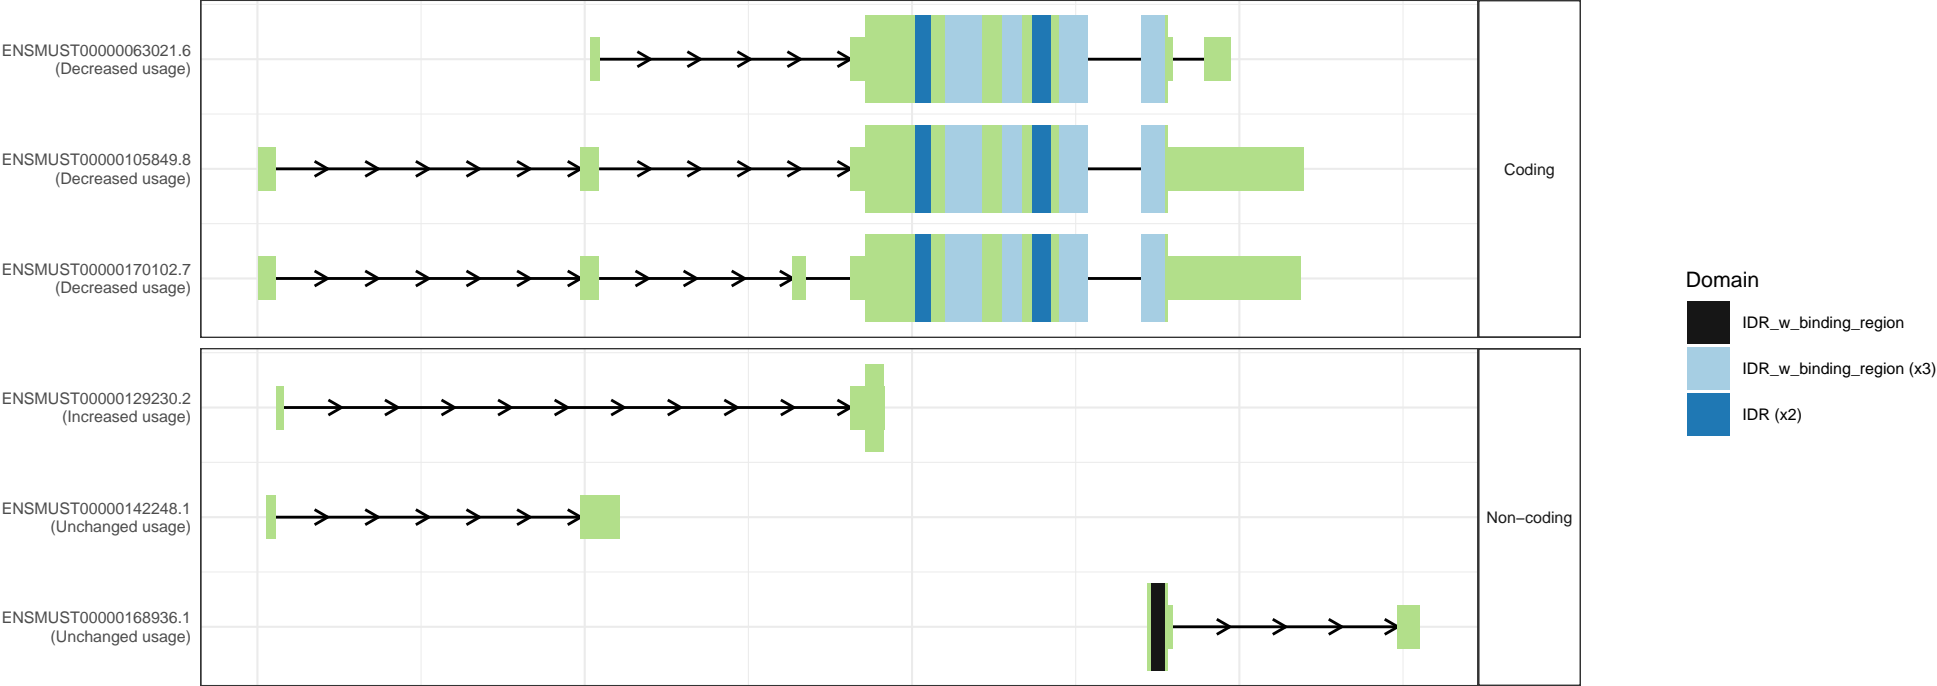 ENSMUST00000063021.6
(Decreased usage)
ENSMUST00000105849.8
(Decreased usage)
ENSMUST00000170102.7
(Decreased usage)
Coding
ENSMUST00000129230.2
(Increased usage)
ENSMUST00000142248.1
(Unchanged usage)
ENSMUST00000168936.1
(Unchanged usage)
Non−coding
Domain
IDR_w_binding_region
IDR_w_binding_region (x3)
IDR (x2)